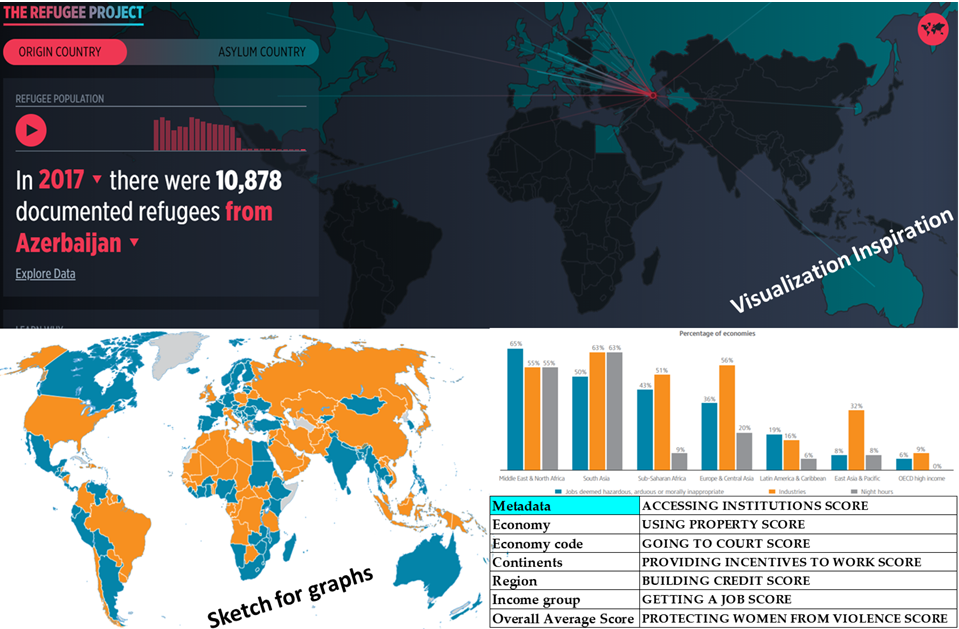 THE REFUGEE PROJECT
ORIGIN COUNTRY
ASYLUM COUNTRY
REFUGEE POPULATION
In 2017 there were 10,878
documented refugees from
Azerbaijan
Explore Data
LEARN WHY
Visualization Inspiration
Sketch for graphs
Percentage of economies
65% 55% 55%
50% 63% 63%
43% 51% 9%
36% 56% 20%
19% 16% 6%
8% 32% 8%
6% 9% 0%
Middle East & North Africa
South Asia
Sub-Saharan Africa
Europe & Central Asia
Latin America & Caribbean
East Asia & Pacific
OECD high income
Jobs deemed hazardous, arduous or morally inappropriate
Industries
Night hours
Metadata ACCESSING INSTITUTIONS SCORE
Economy USING PROPERTY SCORE
Economy code GOING TO COURT SCORE
Continents PROVIDING INCENTIVES TO WORK SCORE
Region BUILDING CREDIT SCORE
Income group GETTING A JOB SCORE
Overall Average Score PROTECTING WOMEN FROM VIOLENCE SCORE